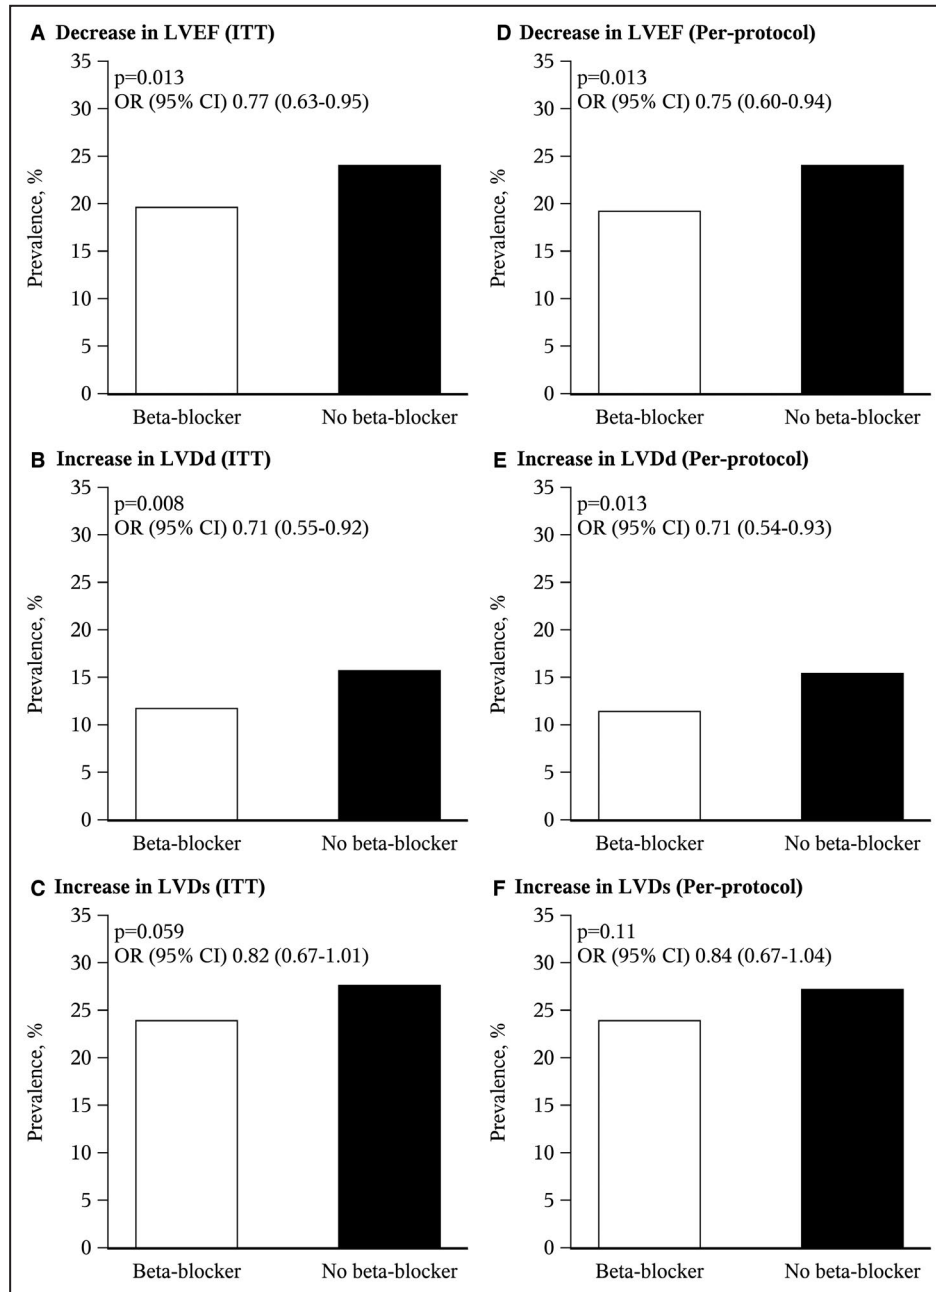 A Decrease in LVEF (ITT)
35
30
25
20
15
10
5
0
Prevalence, %
p=0.013
OR (95% CI) 0.77 (0.63-0.95)
Beta-blocker
No beta-blocker
D Decrease in LVEF (Per-protocol)
35
30
25
20
15
10
5
0
Prevalence, %
p=0.013
OR (95% CI) 0.75 (0.60-0.94)
Beta-blocker
No beta-blocker
B Increase in LVDd (ITT)
35
30
25
20
15
10
5
0
Prevalence, %
p=0.008
OR (95% CI) 0.71 (0.55-0.92)
Beta-blocker
No beta-blocker
E Increase in LVDd (Per-protocol)
35
30
25
20
15
10
5
0
Prevalence, %
p=0.013
OR (95% CI) 0.71 (0.54-0.93)
Beta-blocker
No beta-blocker
C Increase in LVDs (ITT)
35
30
25
20
15
10
5
0
Prevalence, %
p=0.059
OR (95% CI) 0.82 (0.67-1.01)
Beta-blocker
No beta-blocker
F Increase in LVDs (Per-protocol)
35
30
25
20
15
10
5
0
Prevalence, %
p=0.11
OR (95% CI) 0.84 (0.67-1.04)
Beta-blocker
No beta-blocker